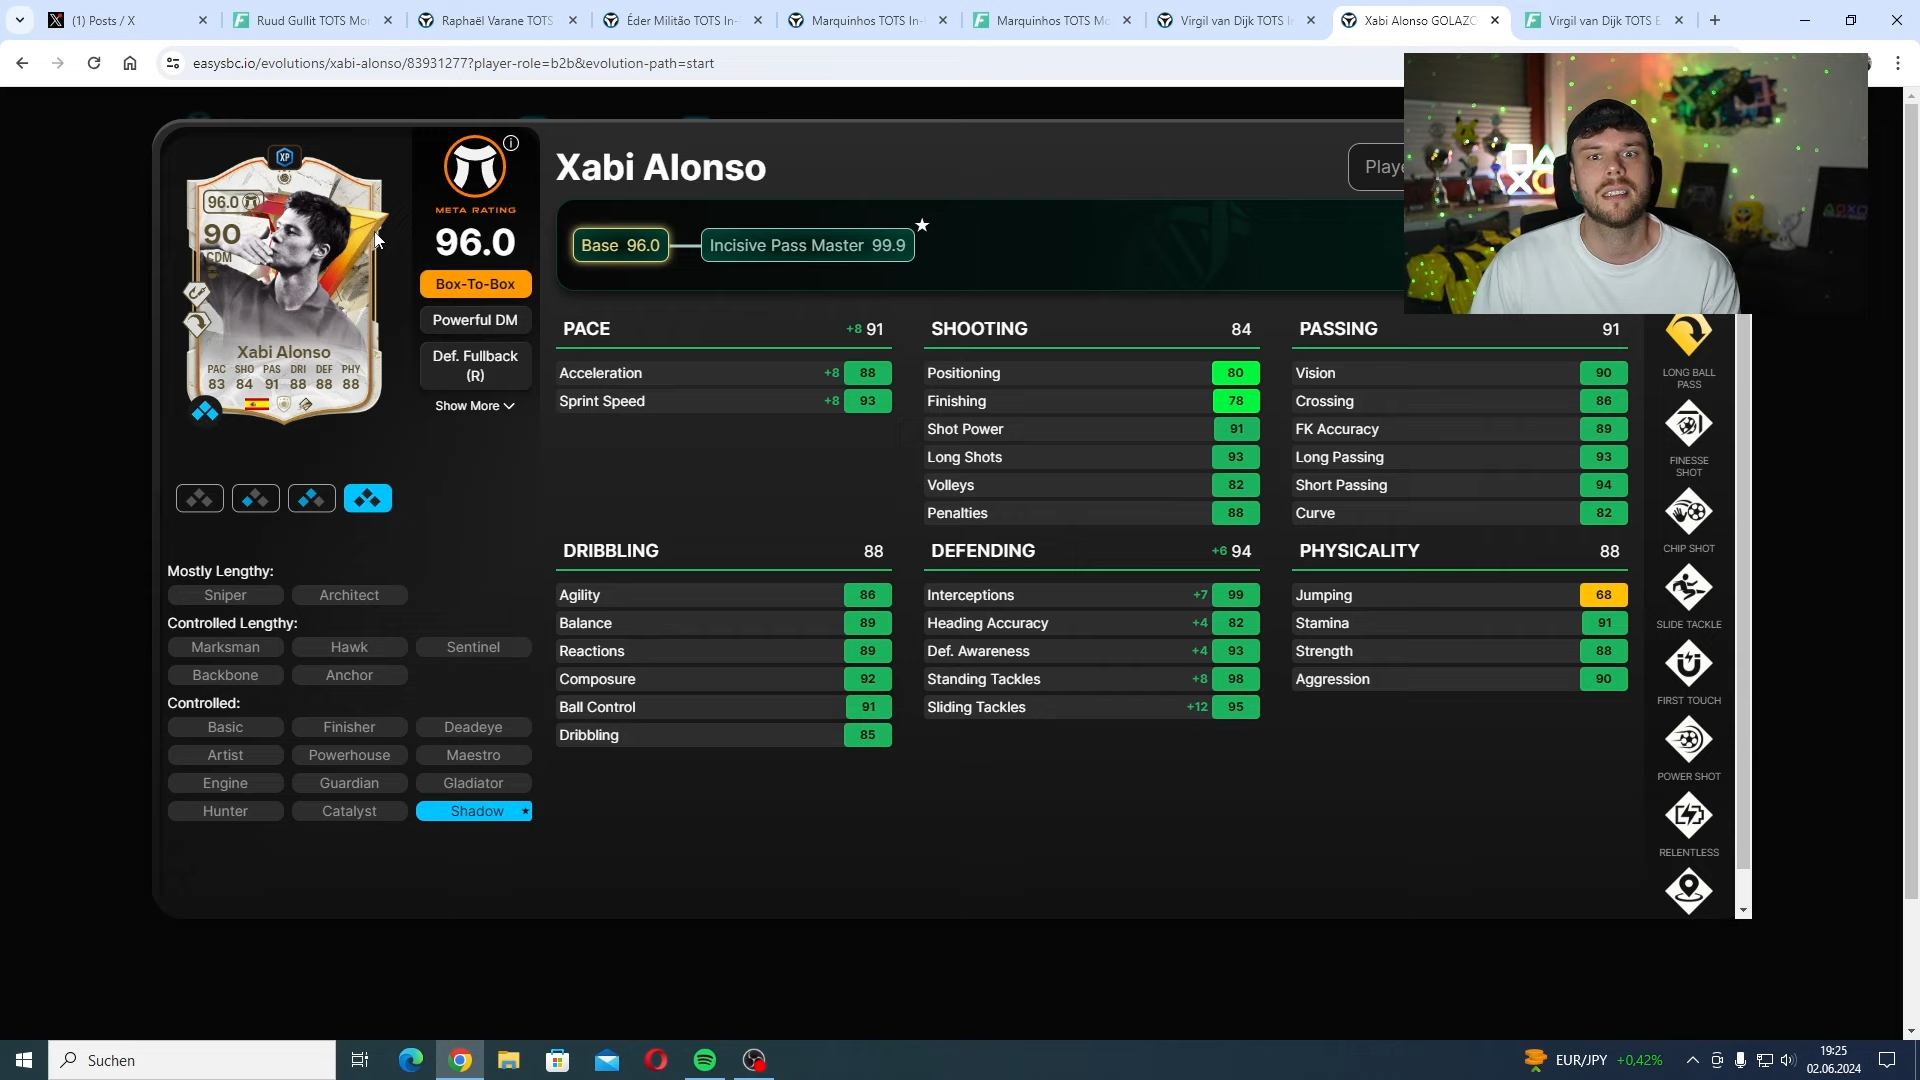 (1) Posts / X
Ruud Gullit TOTS Mo
Raphaël Varane TOTS
Éder Militão TOTS In-
Marquinhos TOTS In-
Marquinhos TOTS Mo
Virgil van Dijk TOTS I
Xabi Alonso GOLAZO
Virgil van Dijk TOTS E
easysbc.io/evolutions/xabi-alonso/83931277?player-role=b2b&evolution-path=start
XP
96.0
90
CDM
Xabi Alonso
PAC SHO PAS DRI DEF PHY
83 84 91 88 88 88
META RATING
96.0
Box-To-Box
Powerful DM
Def. Fullback
(R)
Show More
Xabi Alonso
Playe
Base 96.0
Incisive Pass Master 99.9
PACE +8 91
Acceleration +8 88
Sprint Speed +8 93
SHOOTING 84
Positioning 80
Finishing 78
Shot Power 91
Long Shots 93
Volleys 82
Penalties 88
PASSING 91
Vision 90
Crossing 86
FK Accuracy 89
Long Passing 93
Short Passing 94
Curve 82
DRIBBLING 88
Agility 86
Balance 89
Reactions 89
Composure 92
Ball Control 91
Dribbling 85
DEFENDING +6 94
Interceptions +7 99
Heading Accuracy +4 82
Def. Awareness +4 93
Standing Tackles +8 98
Sliding Tackles +12 95
PHYSICALITY 88
Jumping 68
Stamina 91
Strength 88
Aggression 90
LONG BALL
PASS
FINESSE
SHOT
CHIP SHOT
SLIDE TACKLE
FIRST TOUCH
POWER SHOT
RELENTLESS
Mostly Lengthy:
Sniper Architect
Controlled Lengthy:
Marksman Hawk Sentinel
Backbone Anchor
Controlled:
Basic Finisher Deadeye
Artist Powerhouse Maestro
Engine Guardian Gladiator
Hunter Catalyst Shadow
Suchen
EUR/JPY +0,42%
19:25
02.06.2024